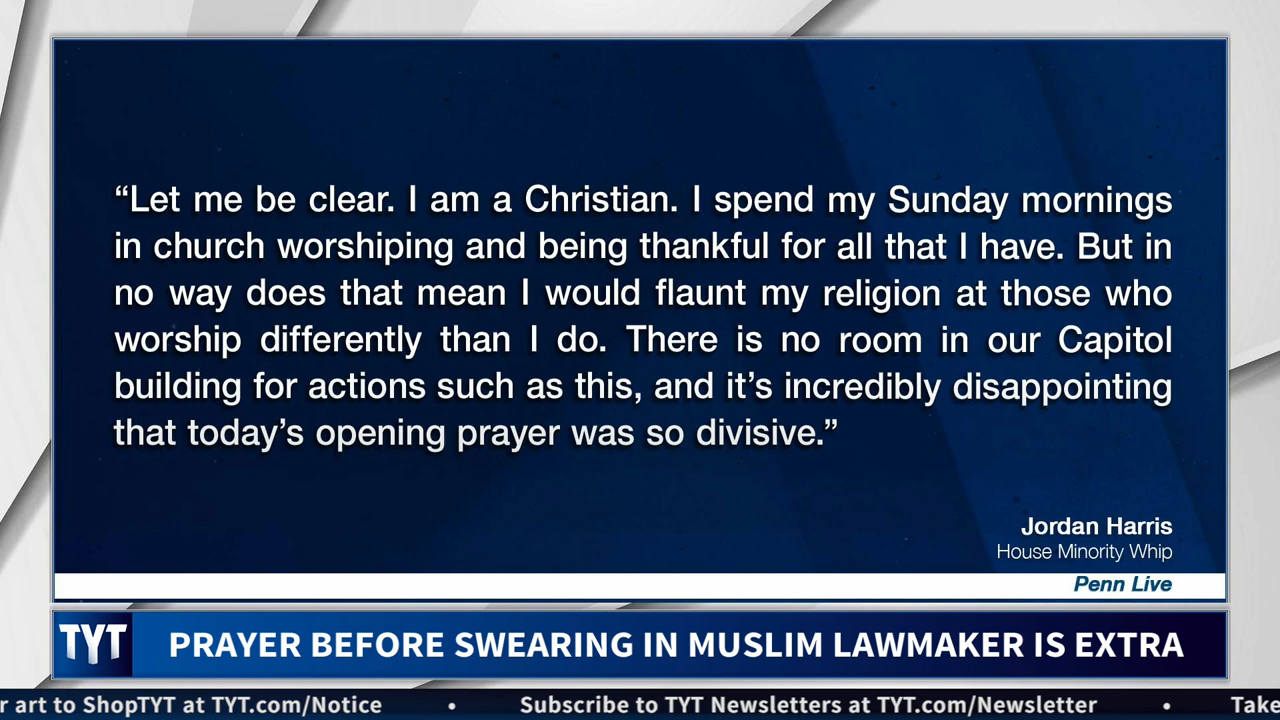 “Let me be clear. I am a Christian. I spend my Sunday mornings
in church worshiping and being thankful for all that I have. But in
no way does that mean I would flaunt my religion at those who
worship differently than I do. There is no room in our Capitol
building for actions such as this, and it’s incredibly disappointing
that today’s opening prayer was so divisive.”
Jordan Harris
House Minority Whip
Penn Live
TYT PRAYER BEFORE SWEARING IN MUSLIM LAWMAKER IS EXTRA
r art to ShopTYT at TYT.com/Notice • Subscribe to TYT Newsletters at TYT.com/Newsletter • Take